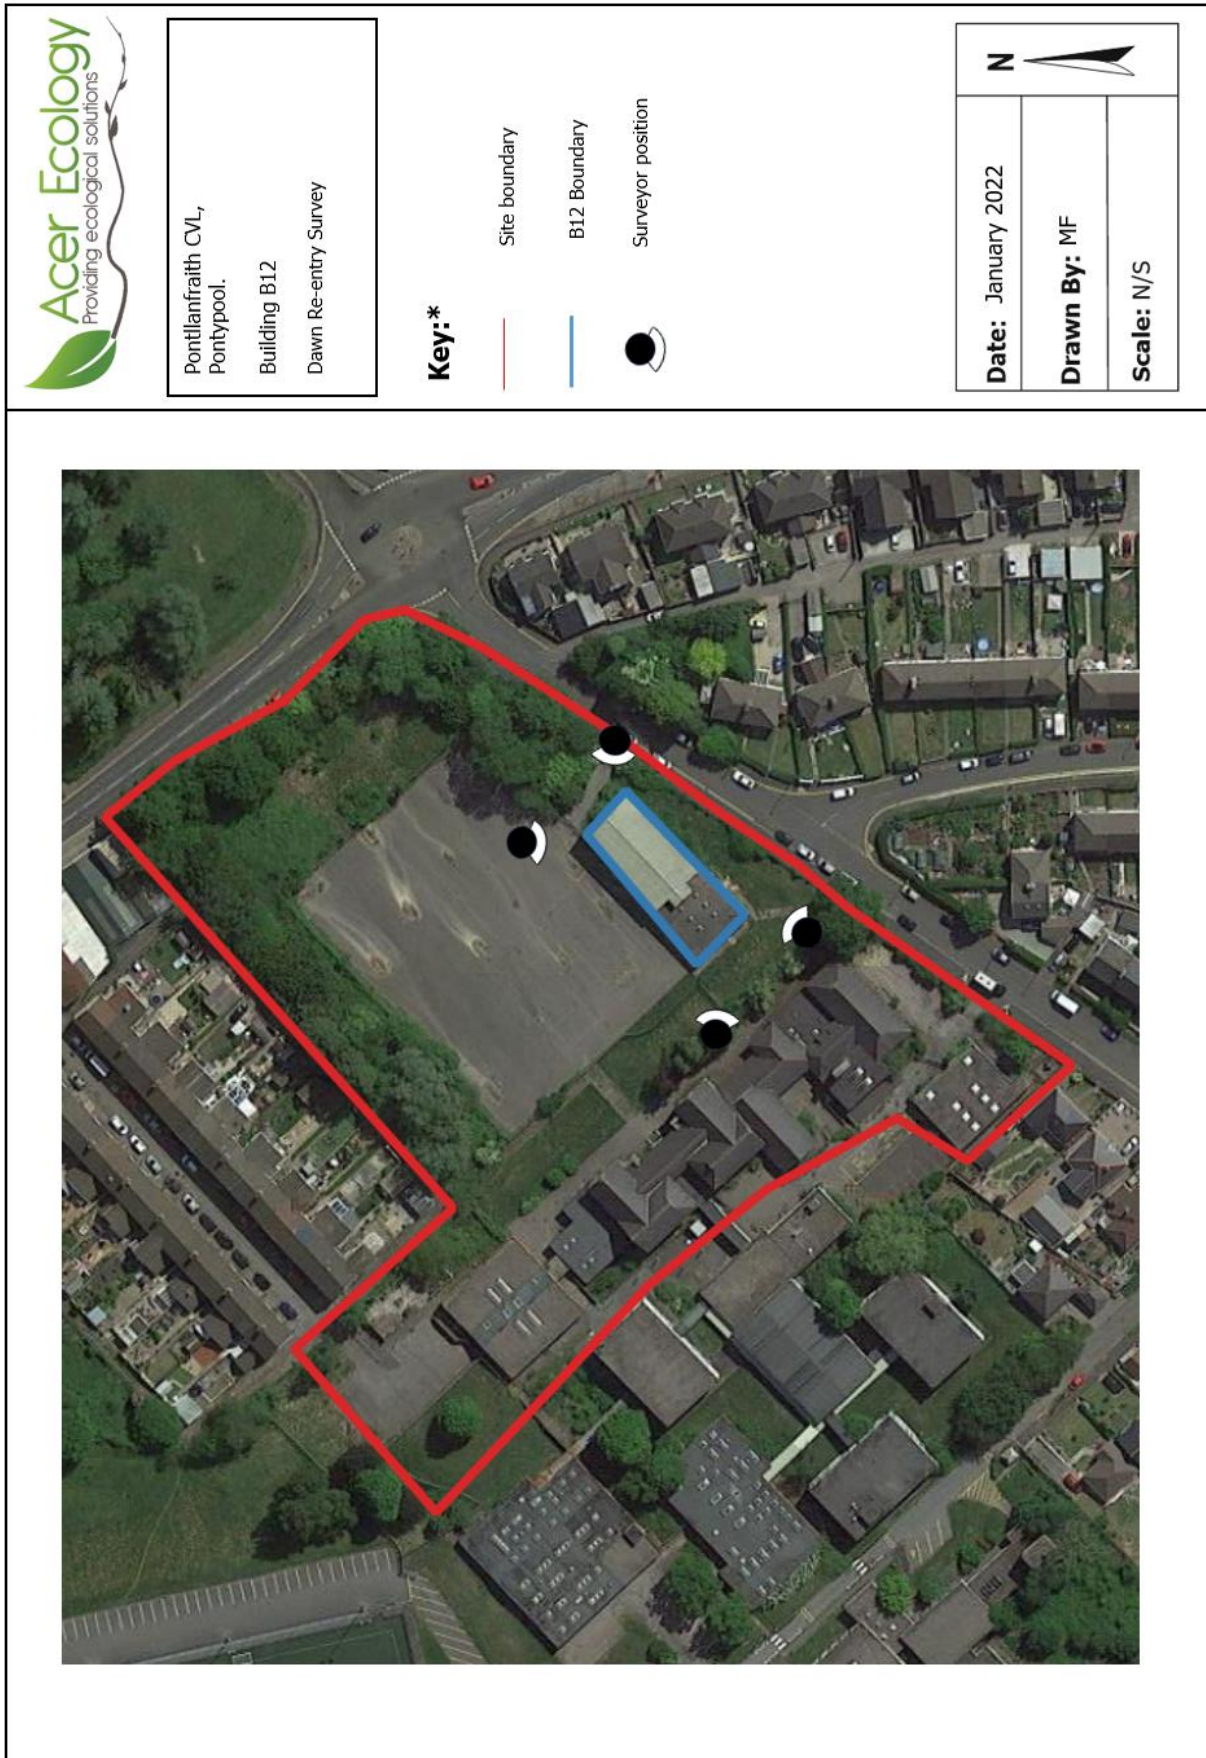 Acer Ecology
Providing ecological solutions
Pontllanfraith CVL,
Pontypool.
Building B12
Dawn Re-entry Survey
Key:*
Site boundary
B12 Boundary
Surveyor position
N
Date: January 2022
Drawn By: MF
Scale: N/S